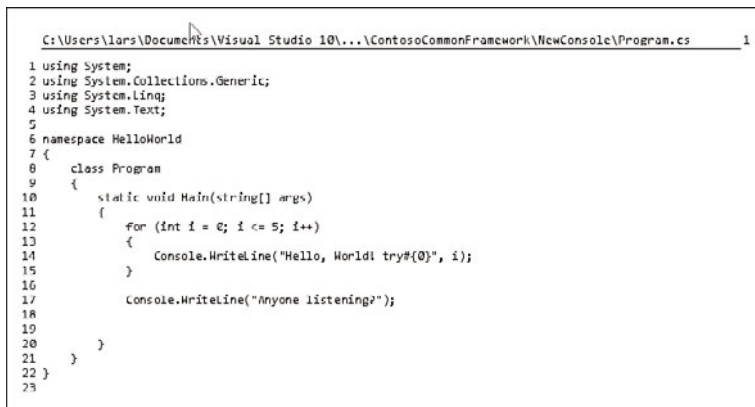 C:\Users\lars\Documents\Visual Studio 10\...\ContosoCommonFramework\NewConsole\Program.cs 1
1 using System;
2 using System.Collections.Generic;
3 using System.Linq;
4 using System.Text;
5
6 namespace HelloWorld
7 {
8     class Program
9     {
10         static void Main(string[] args)
11         {
12             for (int i = 0; i <= 5; i++)
13             {
14                 Console.WriteLine("Hello, World! try#{0}", i);
15             }
16
17             Console.WriteLine("Anyone listening?");
18
19
20         }
21     }
22 }
23